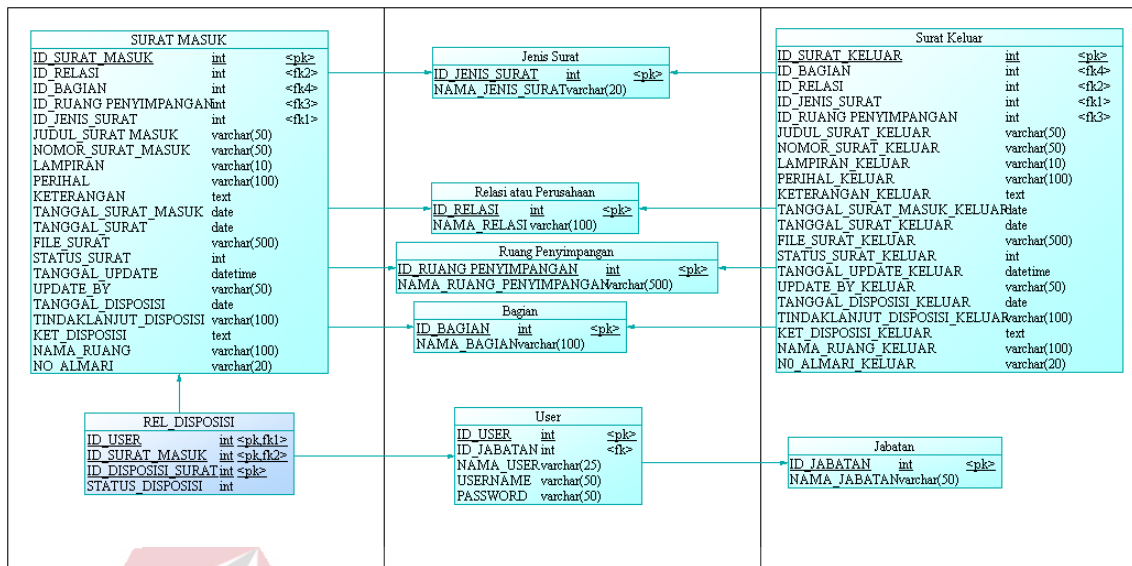 SURAT MASUK
ID_SURAT_MASUK int <pk>
ID_RELASI int <fk2>
ID_BAGIAN int <fk4>
ID_RUANG PENYIMPANGAN int <fk3>
ID_JENIS_SURAT int <fk1>
JUDUL_SURAT MASUK varchar(50)
NOMOR_SURAT_MASUK varchar(50)
LAMPIRAN varchar(10)
PERIHAL varchar(100)
KETERANGAN text
TANGGAL_SURAT_MASUK date
TANGGAL_SURAT date
FILE_SURAT varchar(500)
STATUS_SURAT int
TANGGAL_UPDATE datetime
UPDATE_BY varchar(50)
TANGGAL_DISPOSISI date
TINDAKLANJUT_DISPOSISI varchar(100)
KET_DISPOSISI text
NAMA_RUANG varchar(100)
NO_ALMARI varchar(20)
REL_DISPOSISI
ID_USER int <pk,fk1>
ID_SURAT_MASUK int <pk,fk2>
ID_DISPOSISI_SURAT int <pk>
STATUS_DISPOSISI int
Jenis Surat
ID_JENIS_SURAT int <pk>
NAMA_JENIS_SURAT varchar(20)
Relasi atau Perusahaan
ID_RELASI int <pk>
NAMA_RELASI varchar(100)
Ruang Penyimpangan
ID_RUANG PENYIMPANGAN int <pk>
NAMA_RUANG_PENYIMPANGAN varchar(500)
Bagian
ID_BAGIAN int <pk>
NAMA_BAGIAN varchar(100)
User
ID_USER int <pk>
ID_JABATAN int <fk>
NAMA_USER varchar(25)
USERNAME varchar(50)
PASSWORD varchar(50)
Surat Keluar
ID_SURAT_KELUAR int <pk>
ID_BAGIAN int <fk4>
ID_RELASI int <fk2>
ID_JENIS_SURAT int <fk1>
ID_RUANG PENYIMPANGAN int <fk3>
JUDUL_SURAT_KELUAR varchar(50)
NOMOR_SURAT_KELUAR varchar(50)
LAMPIRAN_KELUAR varchar(10)
PERIHAL_KELUAR varchar(100)
KETERANGAN_KELUAR text
TANGGAL_SURAT_MASUK_KELUAR date
TANGGAL_SURAT_KELUAR date
FILE_SURAT_KELUAR varchar(500)
STATUS_SURAT_KELUAR int
TANGGAL_UPDATE_KELUAR datetime
UPDATE_BY_KELUAR varchar(50)
TANGGAL_DISPOSISI_KELUAR date
TINDAKLANJUT_DISPOSISI_KELUAR varchar(100)
KET_DISPOSISI_KELUAR text
NAMA_RUANG_KELUAR varchar(100)
N0_ALMARI_KELUAR varchar(20)
Jabatan
ID_JABATAN int <pk>
NAMA_JABATAN varchar(50)